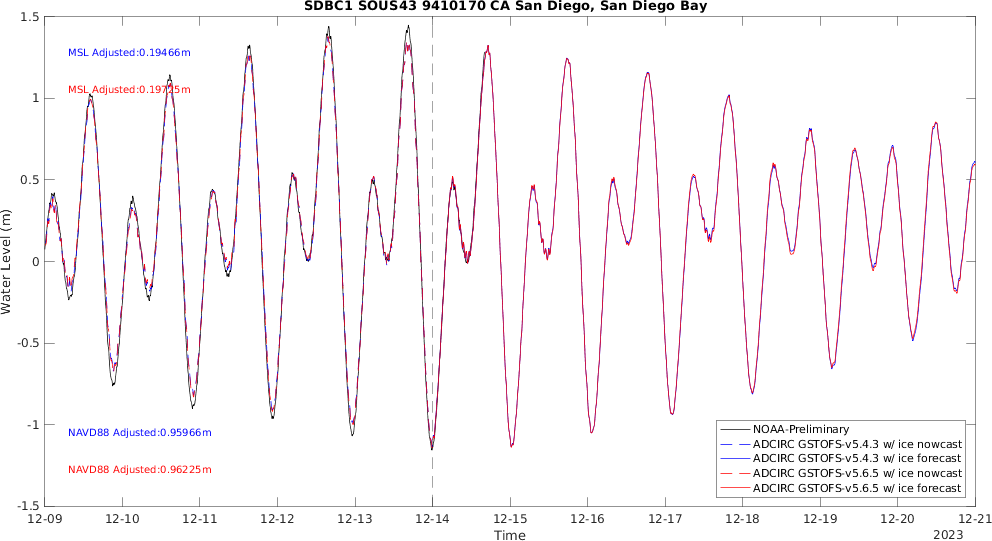 SDBC1 SOUS43 9410170 CA San Diego, San Diego Bay
1.5
MSL Adjusted:0.19466m
MSL Adjusted:0.19725m
1
0.5
0
-0.5
-1
-1.5
Water Level (m)
NAVD88 Adjusted:0.95966m
NAVD88 Adjusted:0.96225m
NOAA-Preliminary
ADCIRC GSTOFS-v5.4.3 w/ ice nowcast
ADCIRC GSTOFS-v5.4.3 w/ ice forecast
ADCIRC GSTOFS-v5.6.5 w/ ice nowcast
ADCIRC GSTOFS-v5.6.5 w/ ice forecast
12-09 12-10 12-11 12-12 12-13 12-14 12-15 12-16 12-17 12-18 12-19 12-20 12-21
Time
2023